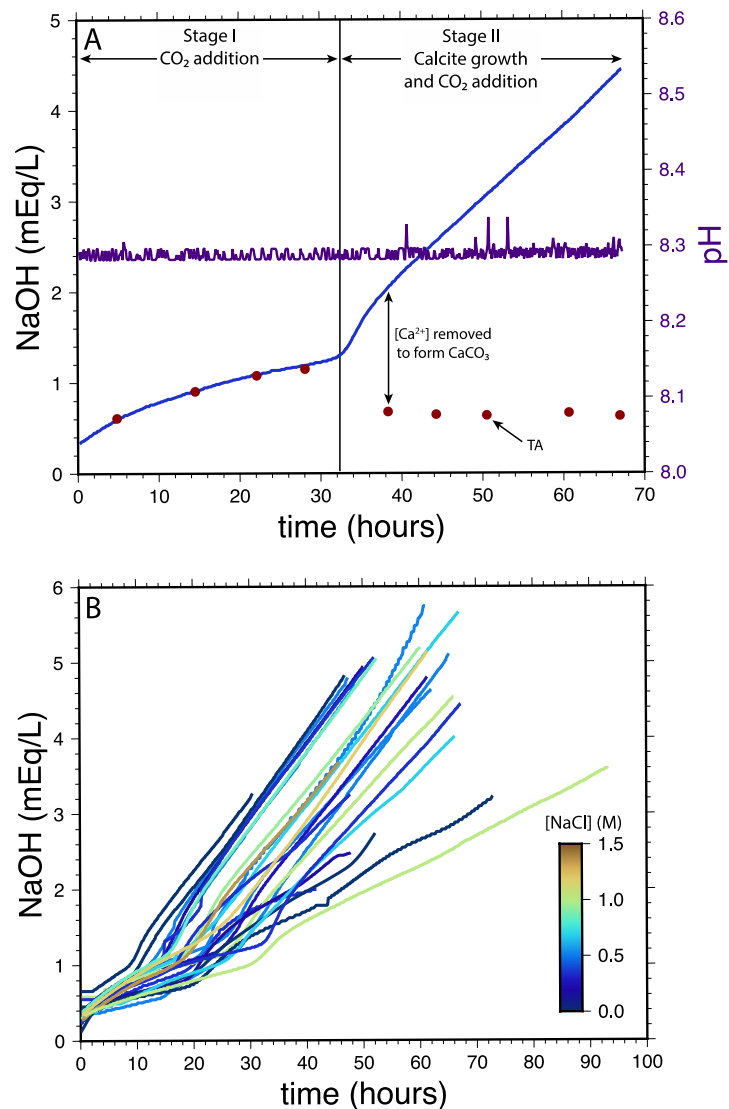 A
Stage I
CO₂ addition
Stage II
Calcite growth
and CO₂ addition
NaOH (mEq/L)
5
4
3
2
1
0
pH
8.6
8.5
8.4
8.3
8.2
8.1
8.0
[Ca²⁺] removed
to form CaCO₃
TA
0 10 20 30 40 50 60 70
time (hours)
B
NaOH (mEq/L)
6
5
4
3
2
1
0
[NaCl] (M)
1.5
1.0
0.5
0.0
0 10 20 30 40 50 60 70 80 90 100
time (hours)